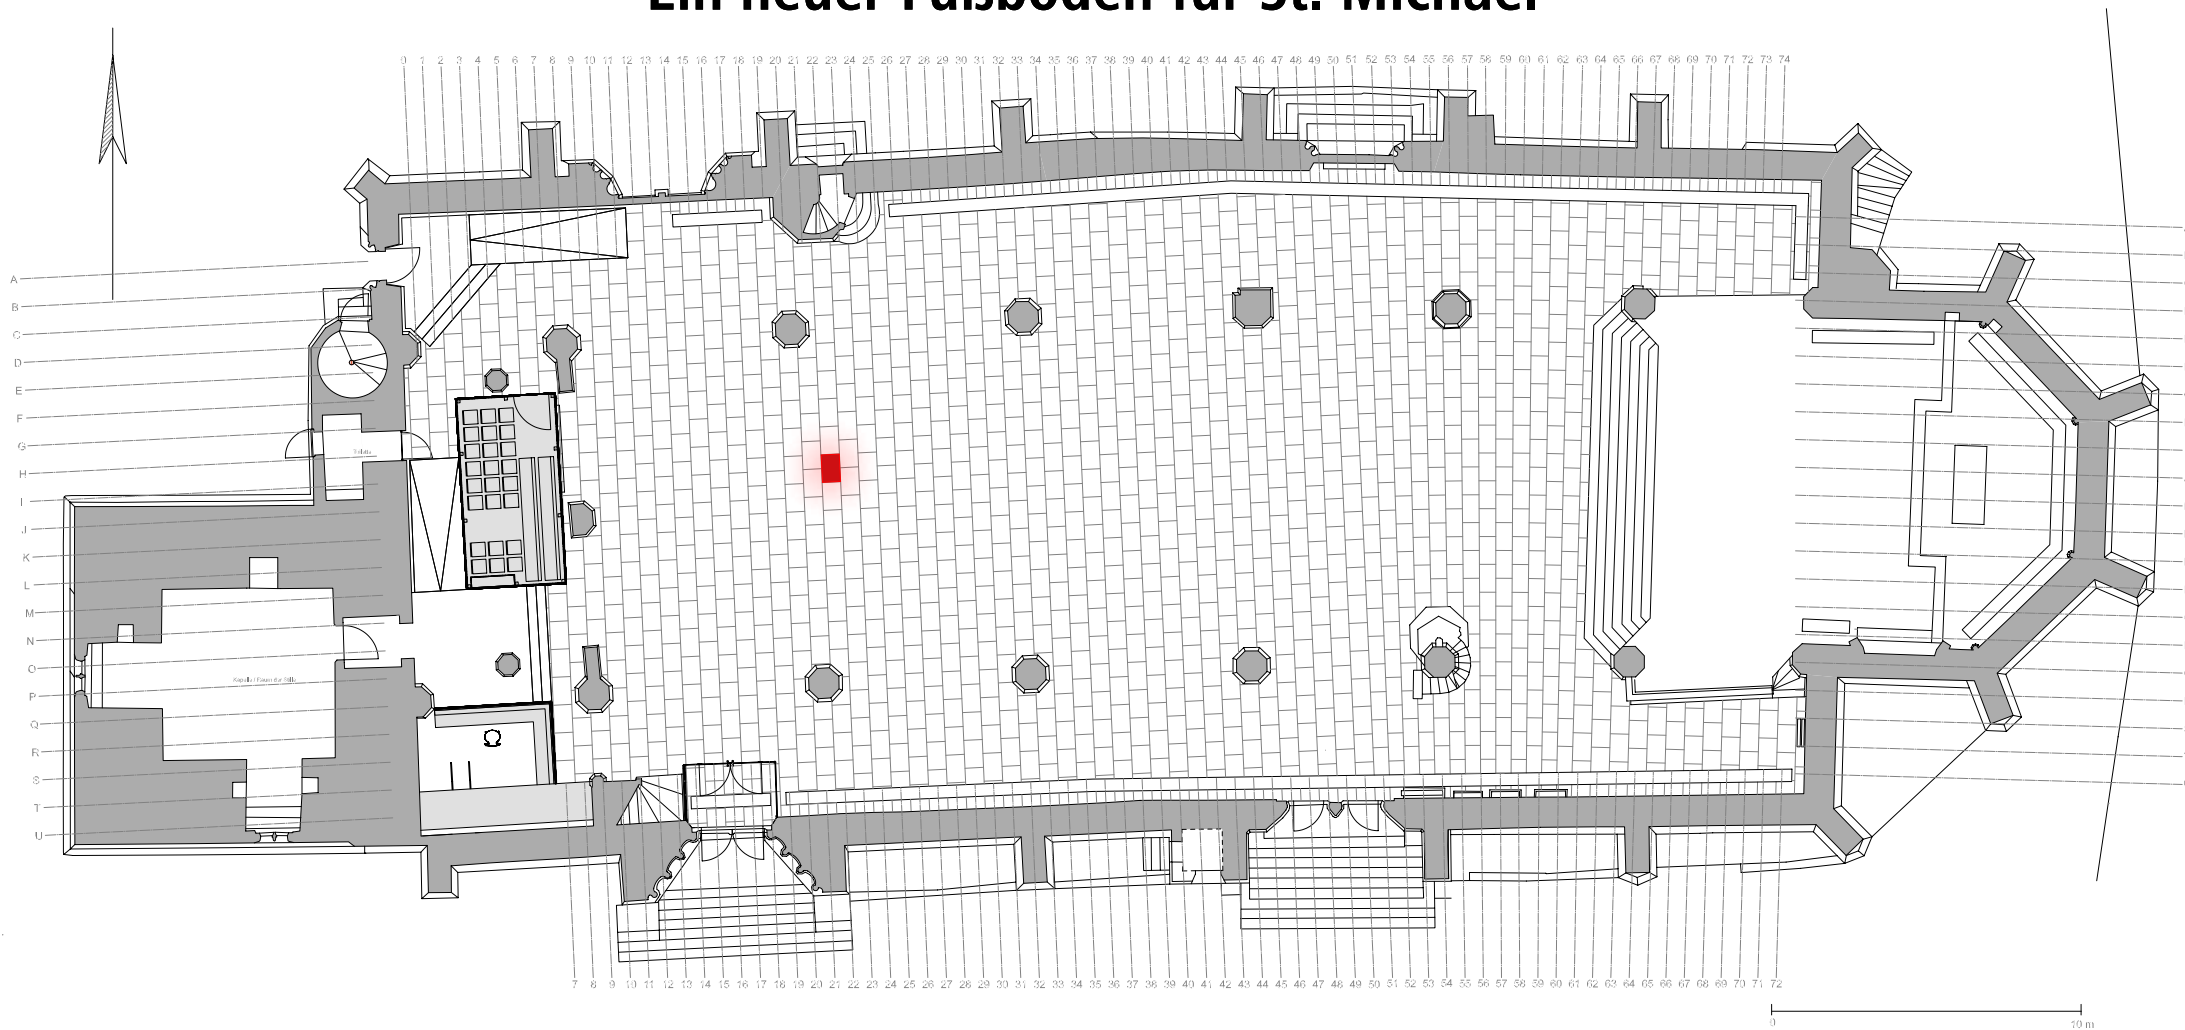 Ein neuer Fußboden für St. Michael
0 1 2 3 4 5 6 7 8 9 10 11 12 13 14 15 16 17 18 19 20 21 22 23 24 25 26 27 28 29 30 31 32 33 34 35 36 37 38 39 40 41 42 43 44 45 46 47 48 49 50 51 52 53 54 55 56 57 58 59 60 61 62 63 64 65 66 67 68 69 70 71 72 73 74
A
B
C
D
E
F
G
H
I
J
K
L
M
N
O
P
Q
R
S
T
U
7 8 9 10 11 12 13 14 15 16 17 18 19 20 21 22 23 24 25 26 27 28 29 30 31 32 33 34 35 36 37 38 39 40 41 42 43 44 45 46 47 48 49 50 51 52 53 54 55 56 57 58 59 60 61 62 63 64 65 66 67 68 69 70 71 72
0 10 m